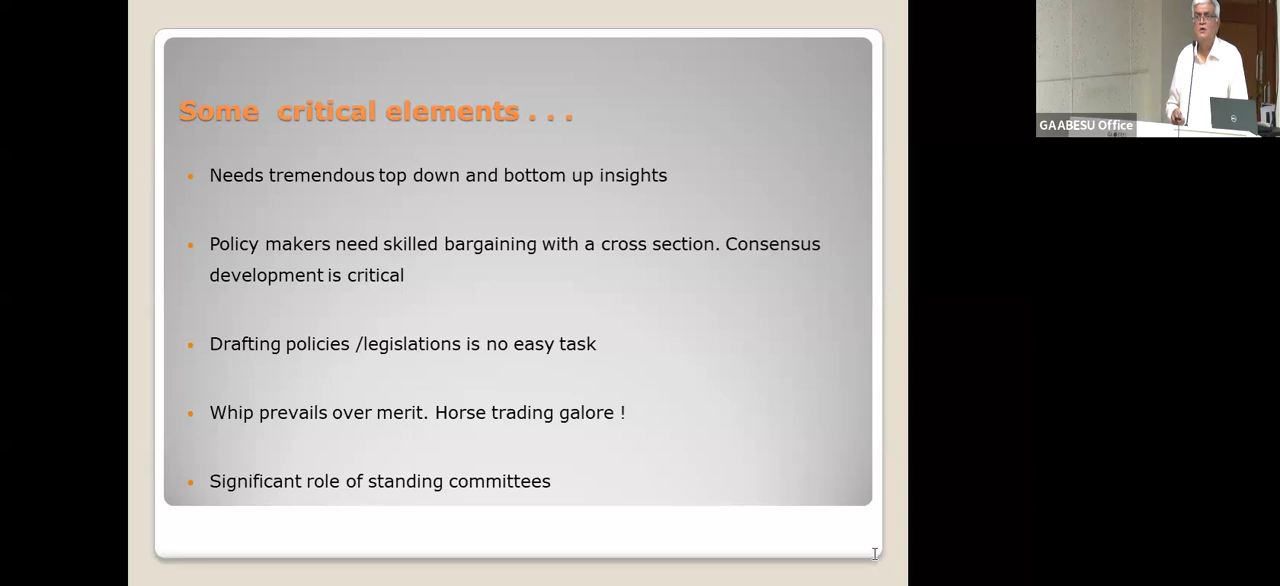 Some critical elements . . .
Needs tremendous top down and bottom up insights
Policy makers need skilled bargaining with a cross section. Consensus
development is critical
Drafting policies /legislations is no easy task
Whip prevails over merit. Horse trading galore !
Significant role of standing committees
GAABESU Office